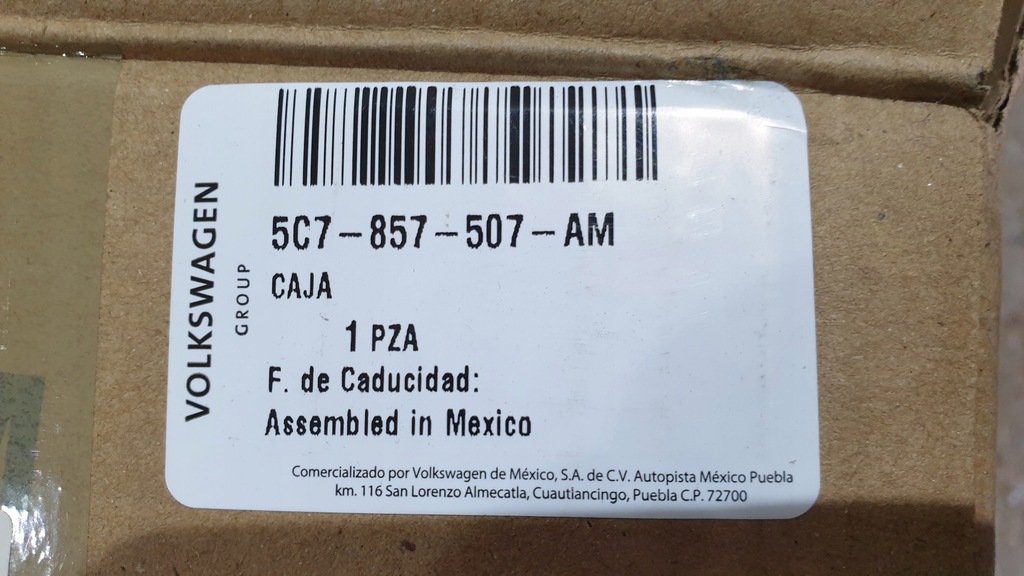 VOLKSWAGEN
GROUP
5C7-857-507-AM
CAJA
1 PZA
F. de Caducidad:
Assembled in Mexico
Comercializado por Volkswagen de México, S.A. de C.V. Autopista México Puebla
km. 116 San Lorenzo Almecatla, Cuautiancingo, Puebla C.P. 72700